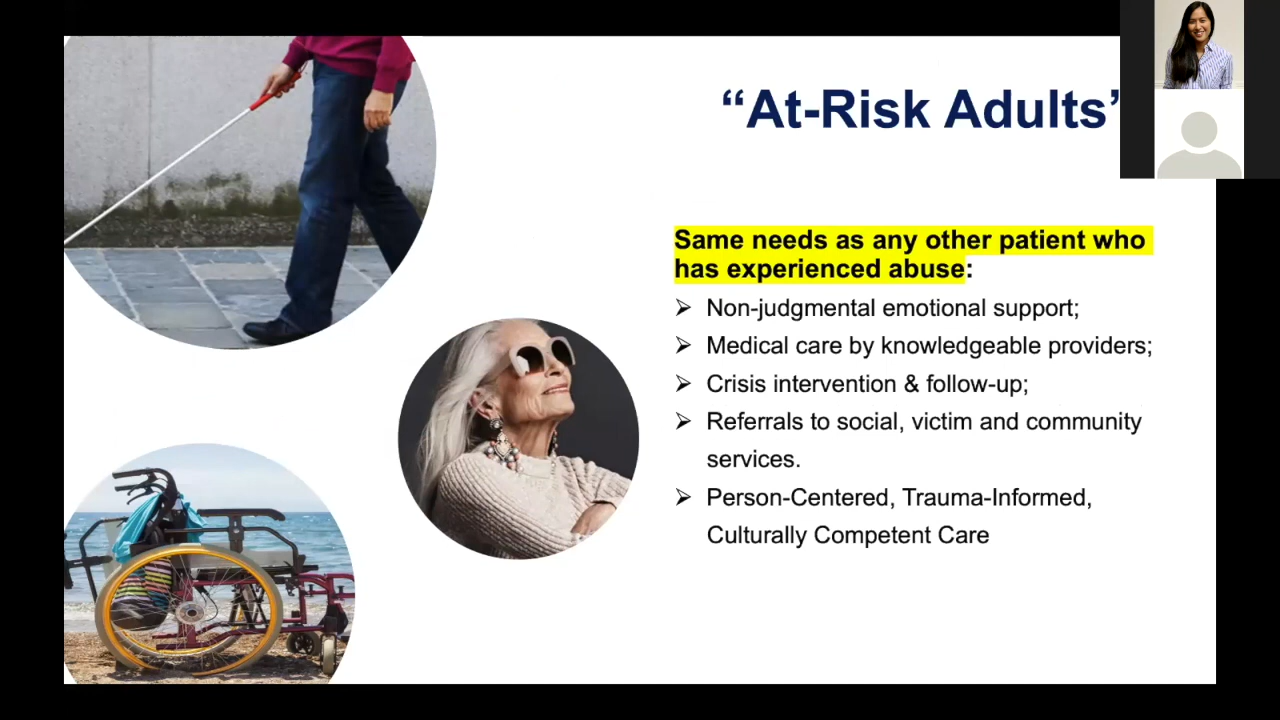 “At-Risk Adults”
Same needs as any other patient who
has experienced abuse:
➢ Non-judgmental emotional support;
➢ Medical care by knowledgeable providers;
➢ Crisis intervention & follow-up;
➢ Referrals to social, victim and community
services.
➢ Person-Centered, Trauma-Informed,
Culturally Competent Care